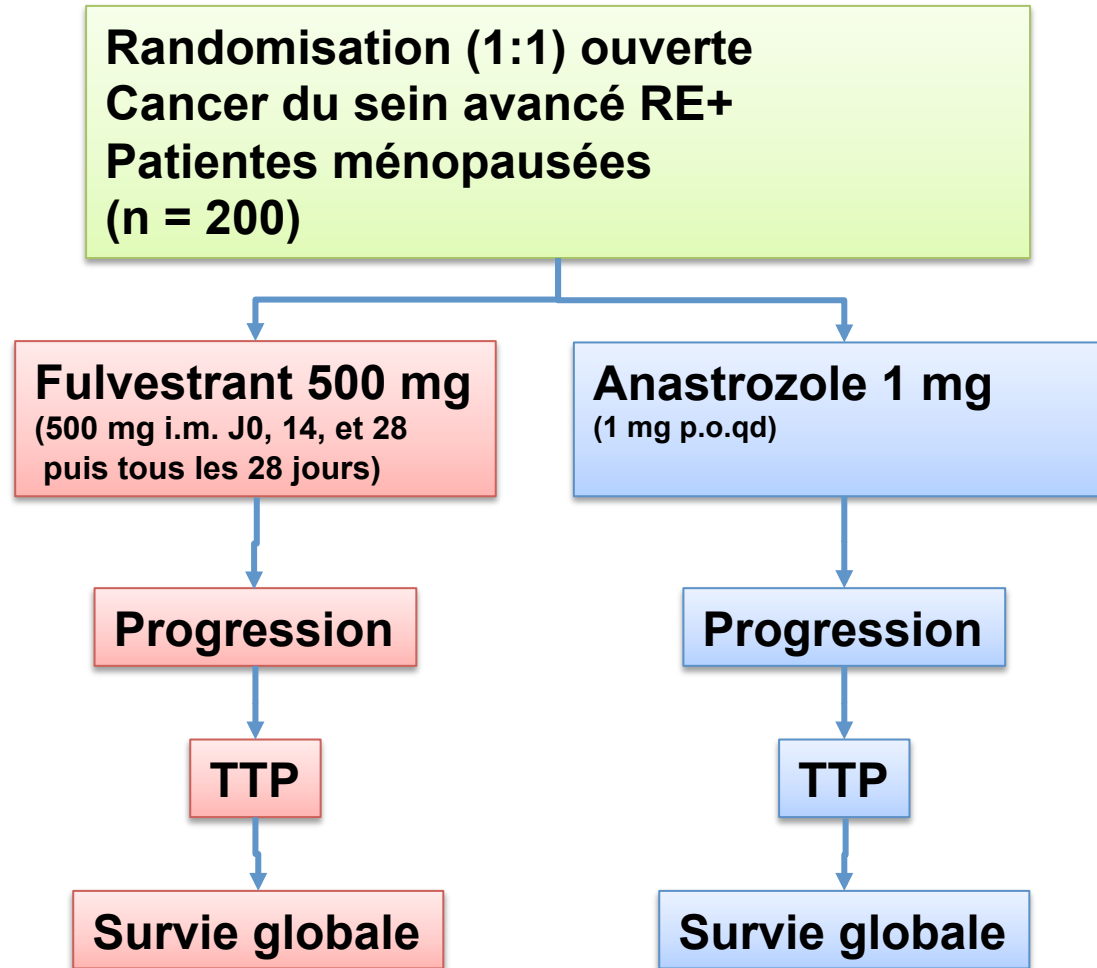 Randomisation (1:1) ouverte
Cancer du sein avancé RE+
Patientes ménopausées
(n = 200)
Fulvestrant 500 mg
(500 mg i.m. J0, 14, et 28
puis tous les 28 jours)
Anastrozole 1 mg
(1 mg p.o.qd)
Progression
Progression
TTP
TTP
Survie globale
Survie globale